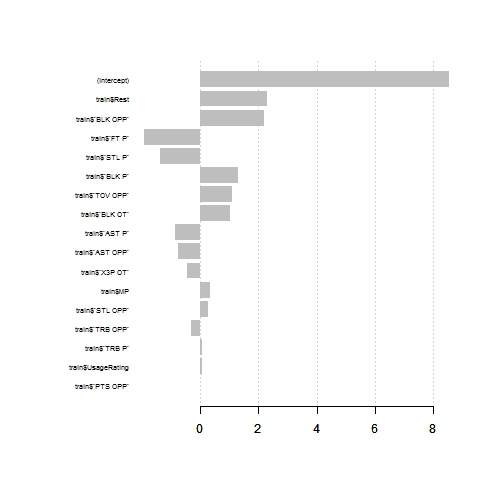 (Intercept)
train$Rest
train$`BLK OPP`
train$`FT P`
train$`STL P`
train$`BLK P`
train$`TOV OPP`
train$`BLK OT`
train$`AST P`
train$`AST OPP`
train$`X3P OT`
train$MP
train$`STL OPP`
train$`TRB OPP`
train$`TRB P`
train$UsageRating
train$`PTS OPP`
0 2 4 6 8